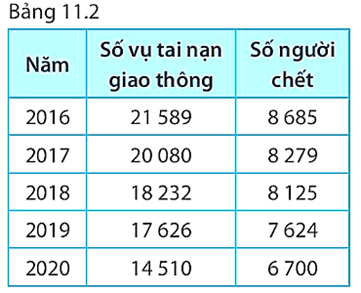 Bảng 11.2
Năm Số vụ tai nạn giao thông Số người chết
2016 21 589 8 685
2017 20 080 8 279
2018 18 232 8 125
2019 17 626 7 624
2020 14 510 6 700